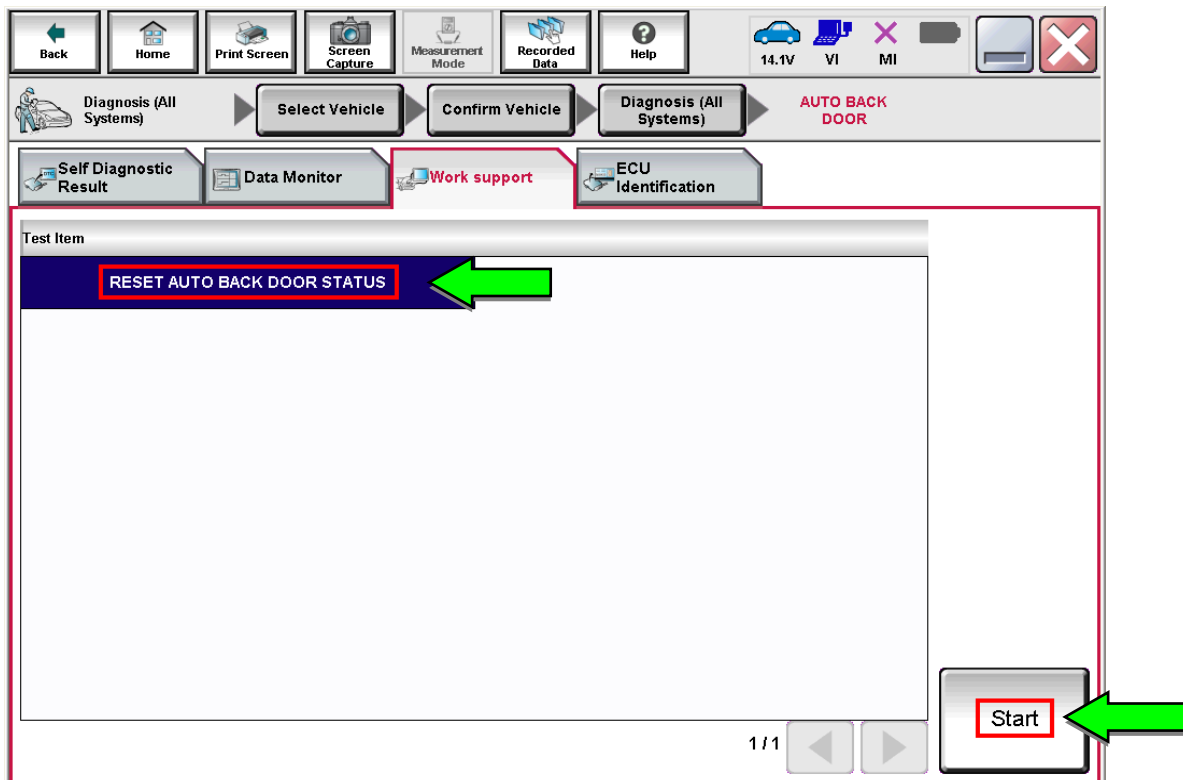 Back
Home
Print Screen
Screen
Capture
Measurement
Mode
Recorded
Data
Help
14.1V
VI
MI
Diagnosis (All
Systems)
Select Vehicle
Confirm Vehicle
Diagnosis (All
Systems)
AUTO BACK
DOOR
Self Diagnostic
Result
Data Monitor
Work support
ECU
Identification
Test Item
RESET AUTO BACK DOOR STATUS
Start
1/1